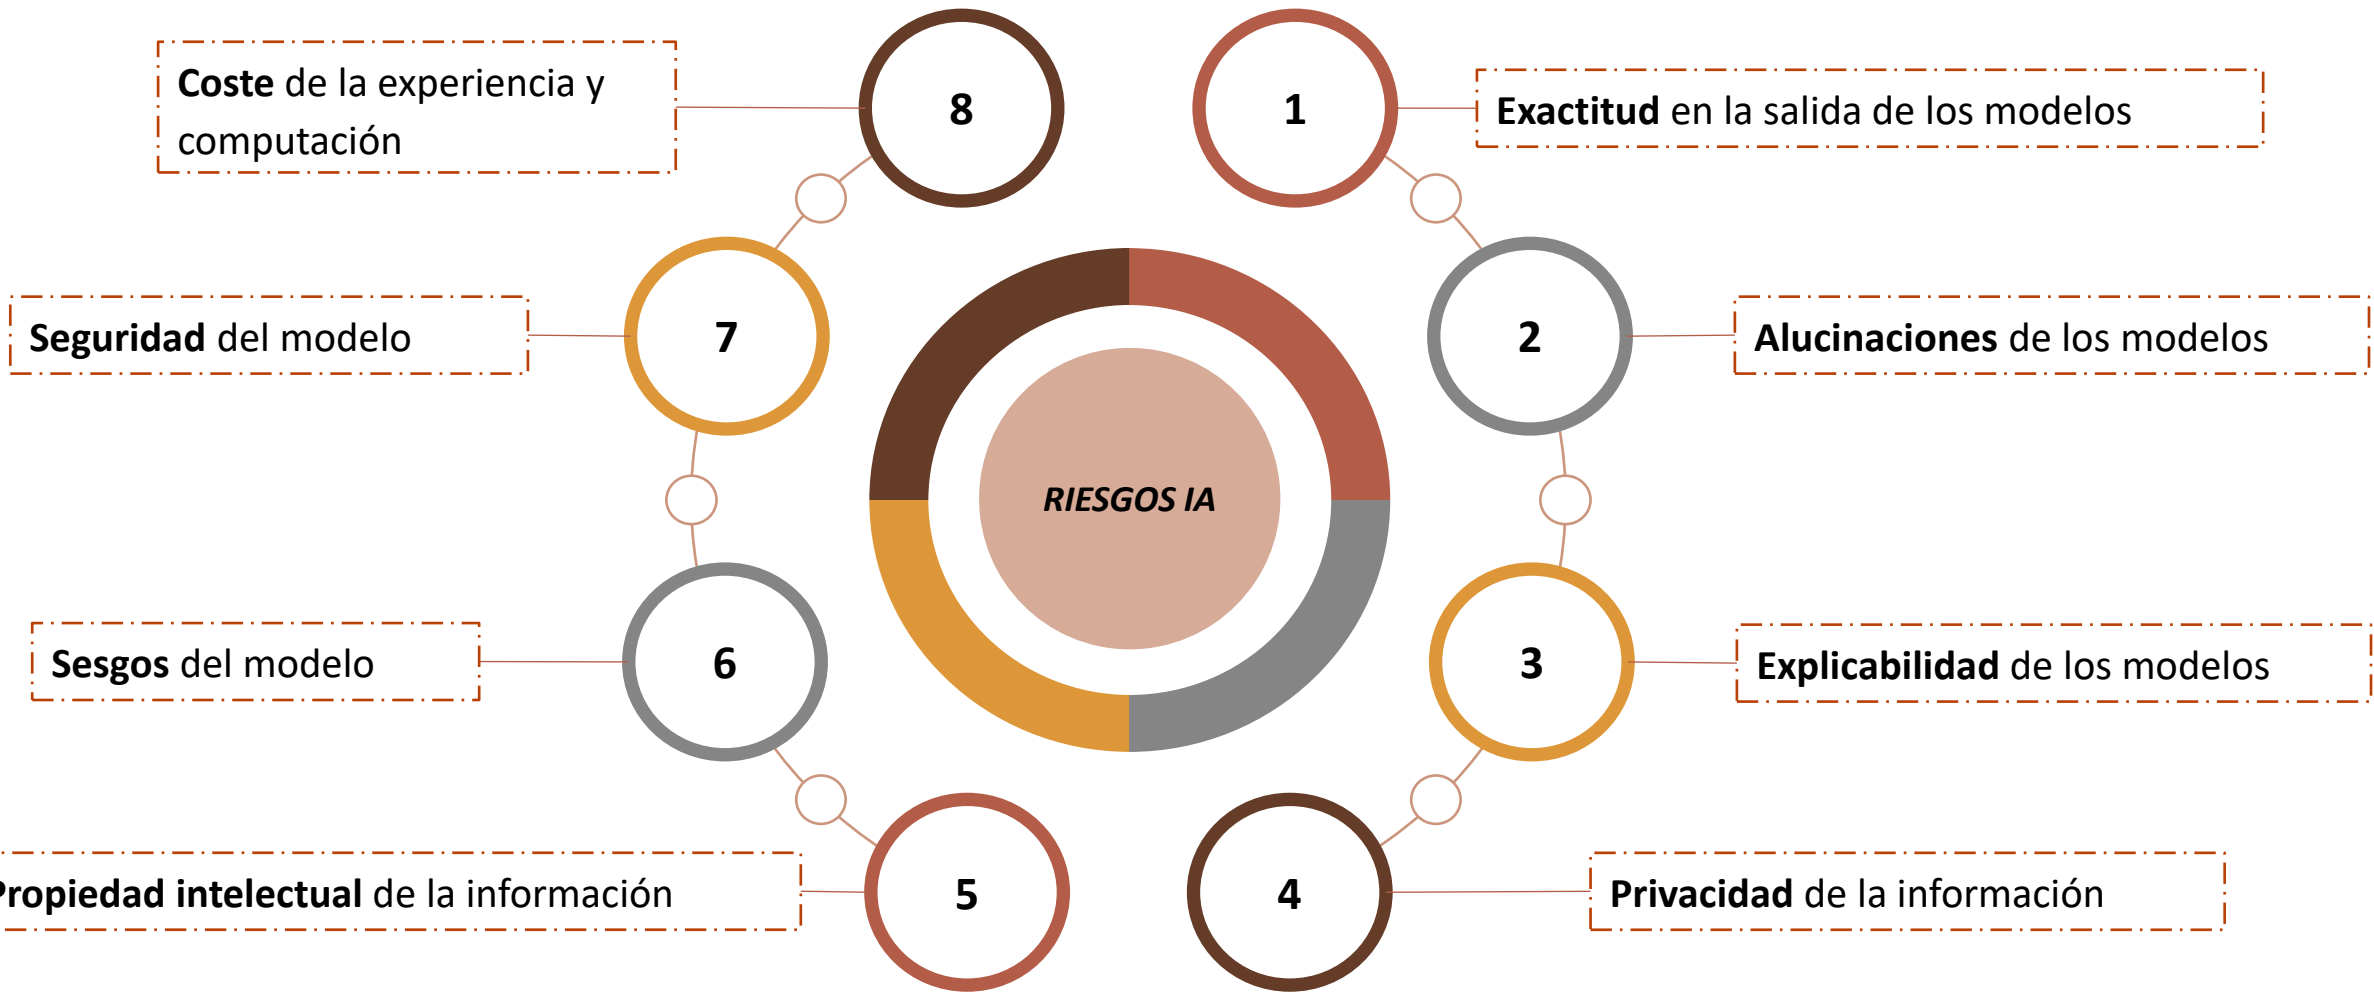 RIESGOS IA
1
Exactitud en la salida de los modelos
2
Alucinaciones de los modelos
3
Explicabilidad de los modelos
4
Privacidad de la información
5
Propiedad intelectual de la información
6
Sesgos del modelo
7
Seguridad del modelo
8
Coste de la experiencia y
computación